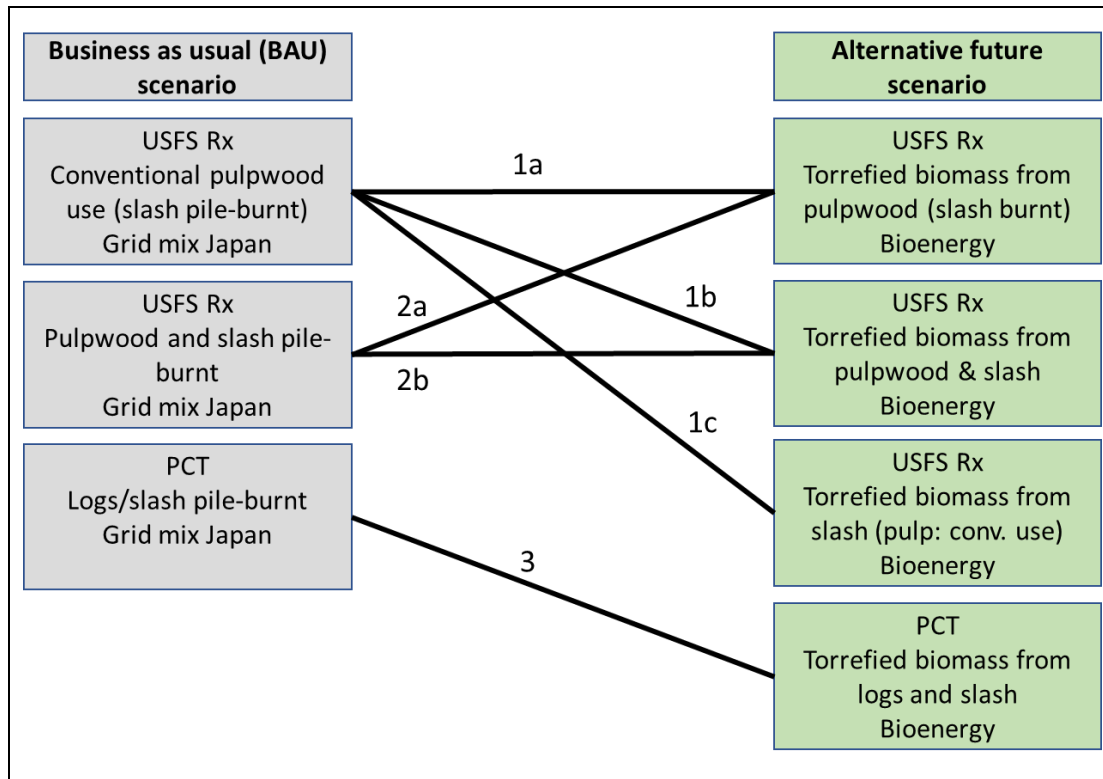 Business as usual (BAU)
scenario
USFS Rx
Conventional pulpwood
use (slash pile-burnt)
Grid mix Japan
USFS Rx
Pulpwood and slash pile-
burnt
Grid mix Japan
PCT
Logs/slash pile-burnt
Grid mix Japan
1a
1b
2a
2b
1c
3
Alternative future
scenario
USFS Rx
Torrefied biomass from
pulpwood (slash burnt)
Bioenergy
USFS Rx
Torrefied biomass from
pulpwood & slash
Bioenergy
USFS Rx
Torrefied biomass from
slash (pulp: conv. use)
Bioenergy
PCT
Torrefied biomass from
logs and slash
Bioenergy